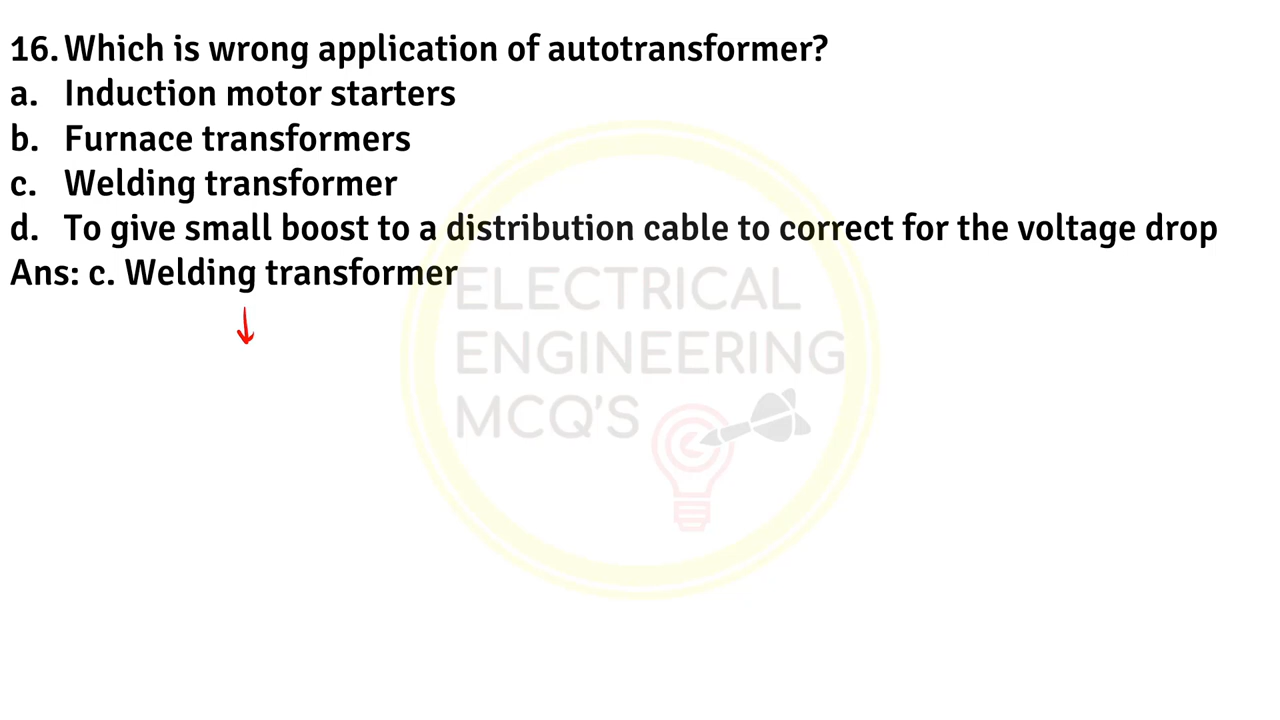 16. Which is wrong application of autotransformer?
a. Induction motor starters
b. Furnace transformers
c. Welding transformer
d. To give small boost to a distribution cable to correct for the voltage drop
Ans: c. Welding transformer
ELECTRICAL
ENGINEERING
MCQ'S